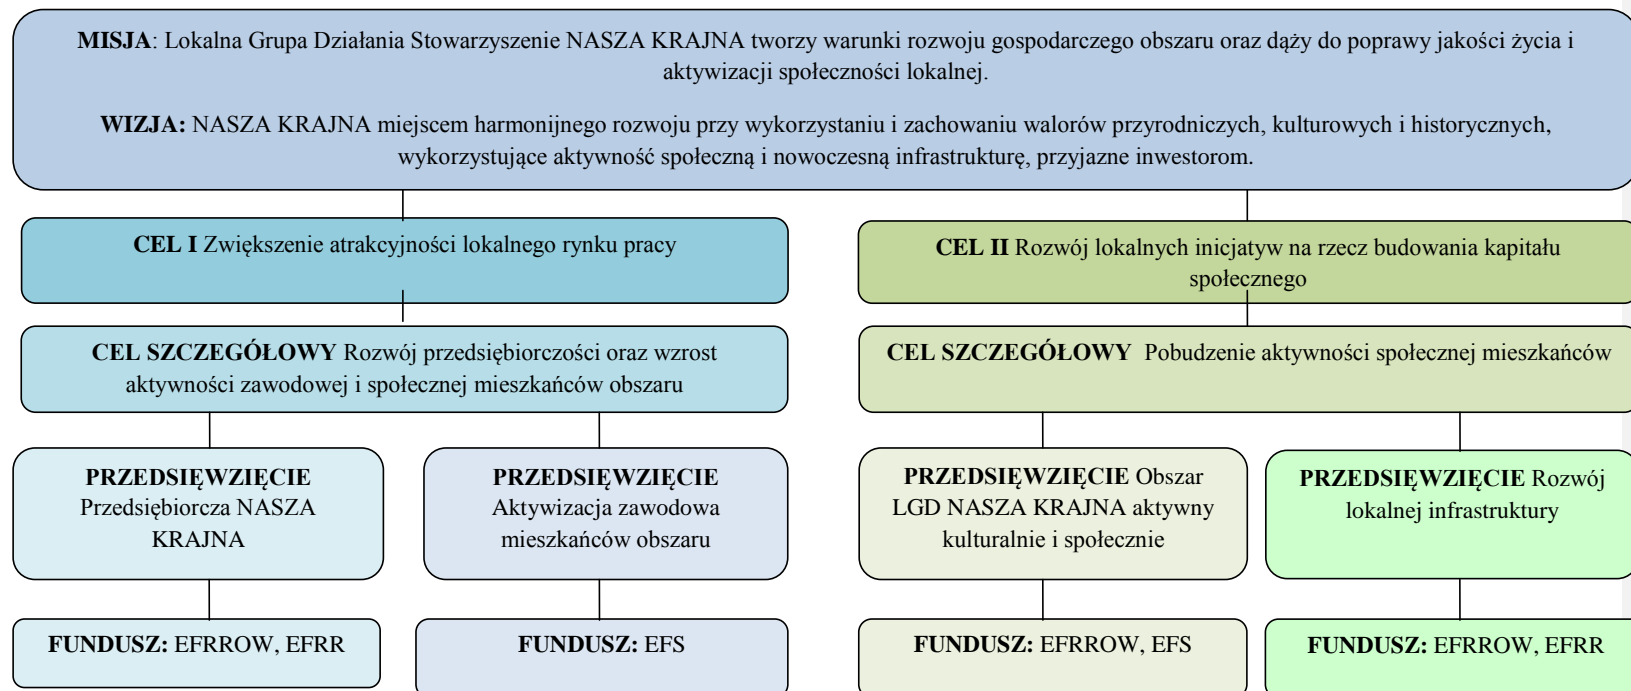 MISJA: Lokalna Grupa Działania Stowarzyszenie NASZA KRAJNA tworzy warunki rozwoju gospodarczego obszaru oraz dąży do poprawy jakości życia i
aktywizacji społeczności lokalnej.
WIZJA: NASZA KRAJNA miejscem harmonijnego rozwoju przy wykorzystaniu i zachowaniu walorów przyrodniczych, kulturowych i historycznych,
wykorzystujące aktywność społeczną i nowoczesną infrastrukturę, przyjazne inwestorom.
CEL I Zwiększenie atrakcyjności lokalnego rynku pracy
CEL II Rozwój lokalnych inicjatyw na rzecz budowania kapitału
społecznego
CEL SZCZEGÓŁOWY Rozwój przedsiębiorczości oraz wzrost
aktywności zawodowej i społecznej mieszkańców obszaru
CEL SZCZEGÓŁOWY Pobudzenie aktywności społecznej mieszkańców
PRZEDSIĘWZIĘCIE
Przedsiębiorcza NASZA
KRAJNA
PRZEDSIĘWZIĘCIE
Aktywizacja zawodowa
mieszkańców obszaru
PRZEDSIĘWZIĘCIE Obszar
LGD NASZA KRAJNA aktywny
kulturalnie i społecznie
PRZEDSIĘWZIĘCIE Rozwój
lokalnej infrastruktury
FUNDUSZ: EFRROW, EFRR
FUNDUSZ: EFS
FUNDUSZ: EFRROW, EFS
FUNDUSZ: EFRROW, EFRR